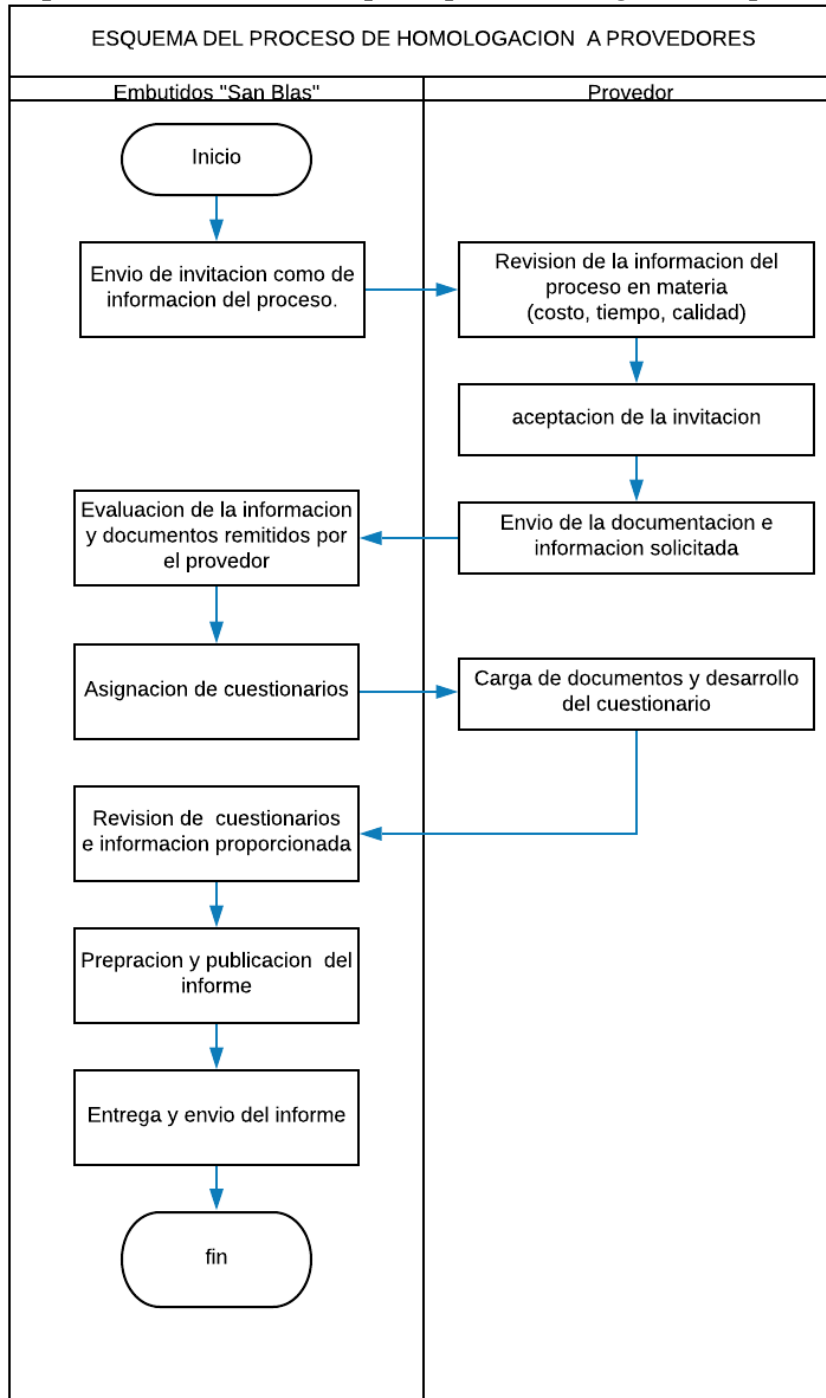 ESQUEMA DEL PROCESO DE HOMOLOGACION A PROVEDORES
Embutidos "San Blas"
Provedor
Inicio
Envio de invitacion como de
informacion del proceso.
Revision de la informacion del
proceso en materia
(costo, tiempo, calidad)
aceptacion de la invitacion
Envio de la documentacion e
informacion solicitada
Evaluacion de la informacion
y documentos remitidos por
el provedor
Asignacion de cuestionarios
Carga de documentos y desarrollo
del cuestionario
Revision de cuestionarios
e informacion proporcionada
Prepracion y publicacion del
informe
Entrega y envio del informe
fin